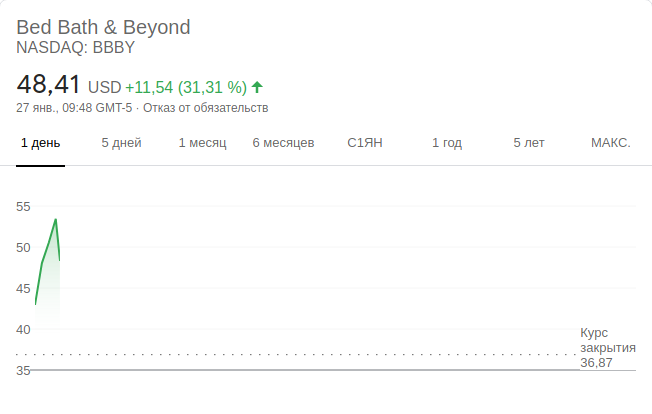 Bed Bath & Beyond
NASDAQ: BBBY
48,41 USD +11,54 (31,31 %)
27 янв., 09:48 GMT-5 · Отказ от обязательств
1 день 5 дней 1 месяц 6 месяцев С1ЯН 1 год 5 лет МАКС.
55
50
45
40
35
Курс
закрытия
36,87